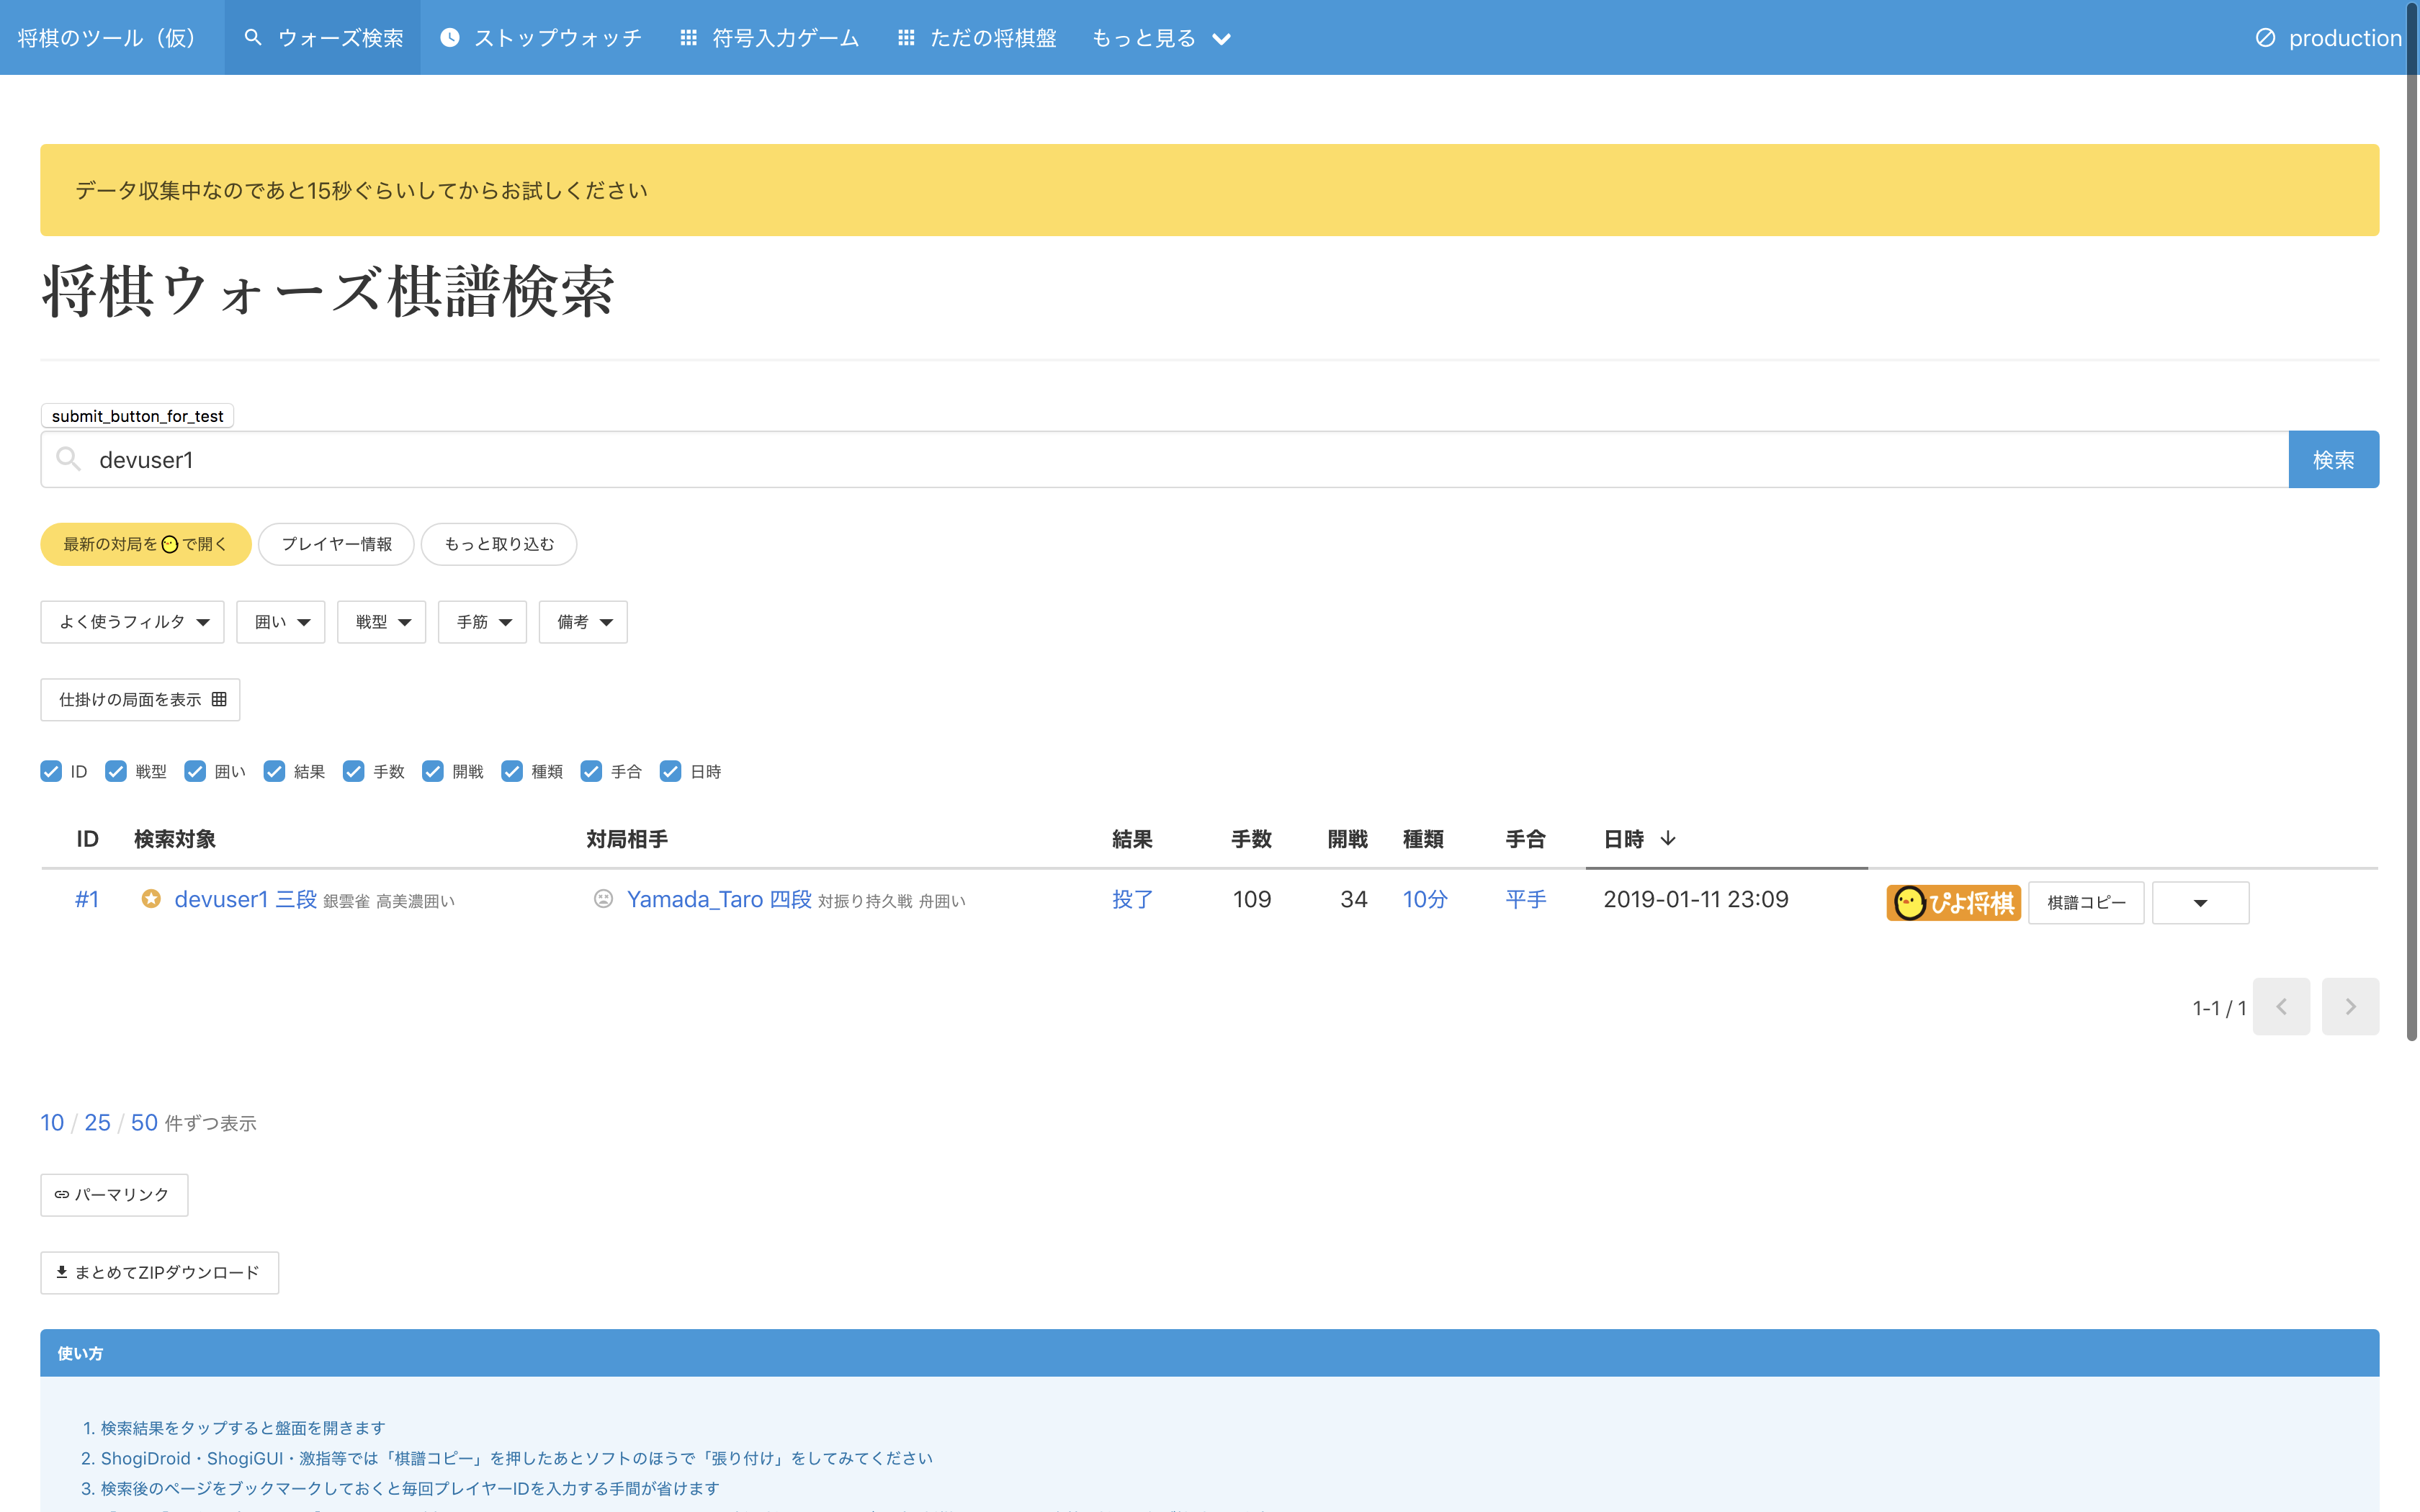 将棋のツール（仮） ウォーズ検索 ストップウォッチ 符号入力ゲーム ただの将棋盤 もっと見る production
データ収集中なのであと15秒ぐらいしてからお試しください
将棋ウォーズ棋譜検索
submit_button_for_test
devuser1 検索
最新の対局を で開く プレイヤー情報 もっと取り込む
よく使うフィルタ 囲い 戦型 手筋 備考
仕掛けの局面を表示
ID 戦型 囲い 結果 手数 開戦 種類 手合 日時
ID 検索対象 対局相手 結果 手数 開戦 種類 手合 日時
#1 devuser1 三段 銀雲雀 高美濃囲い Yamada_Taro 四段 対振り持久戦 舟囲い 投了 109 34 10分 平手 2019-01-11 23:09 ぴよ将棋 棋譜コピー
1-1 / 1
10 / 25 / 50 件ずつ表示
パーマリンク
まとめてZIPダウンロード
使い方
1. 検索結果をタップすると盤面を開きます
2. ShogiDroid・ShogiGUI・激指等では「棋譜コピー」を押したあとソフトのほうで「張り付け」をしてみてください
3. 検索後のページをブックマークしておくと毎回プレイヤーIDを入力する手間が省けます